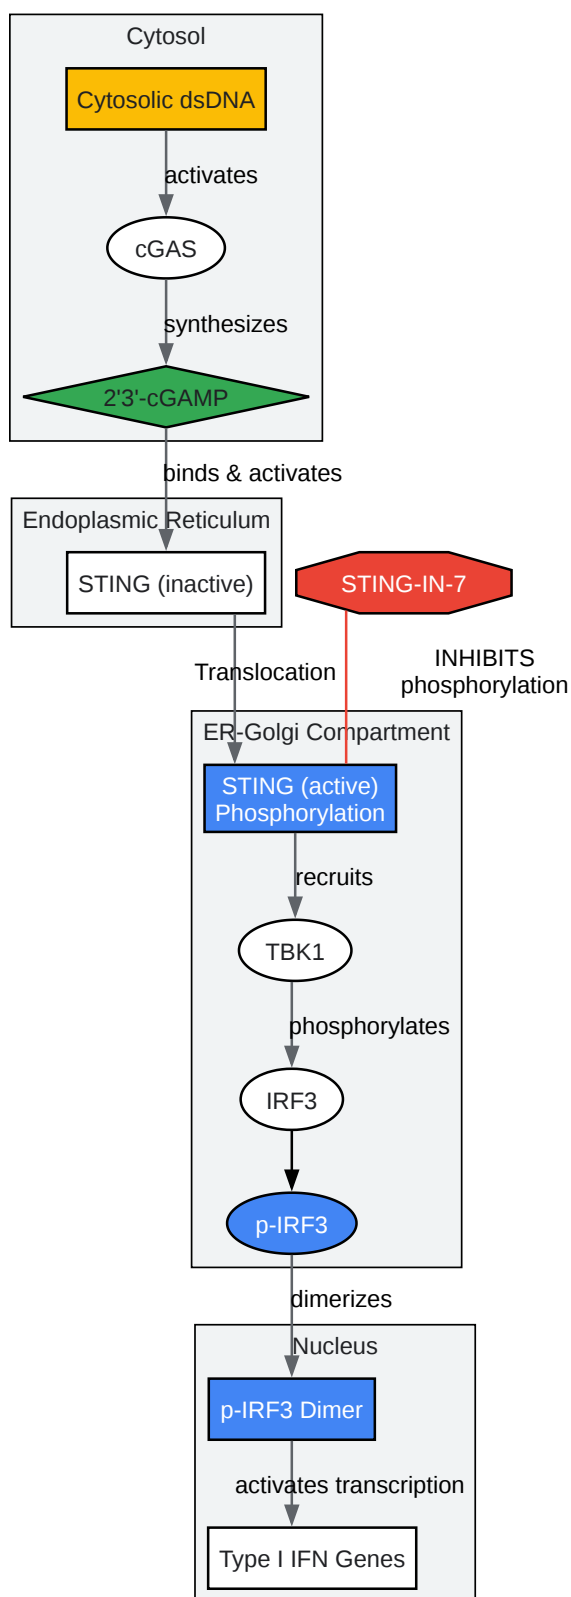 Cytosol
Cytosolic dsDNA
activates
cGAS
synthesizes
2'3'-cGAMP
binds & activates
Endoplasmic Reticulum
STING (inactive)
STING-IN-7
Translocation
INHIBITS
phosphorylation
ER-Golgi Compartment
STING (active)
Phosphorylation
recruits
TBK1
phosphorylates
IRF3
p-IRF3
dimerizes
Nucleus
p-IRF3 Dimer
activates transcription
Type I IFN Genes